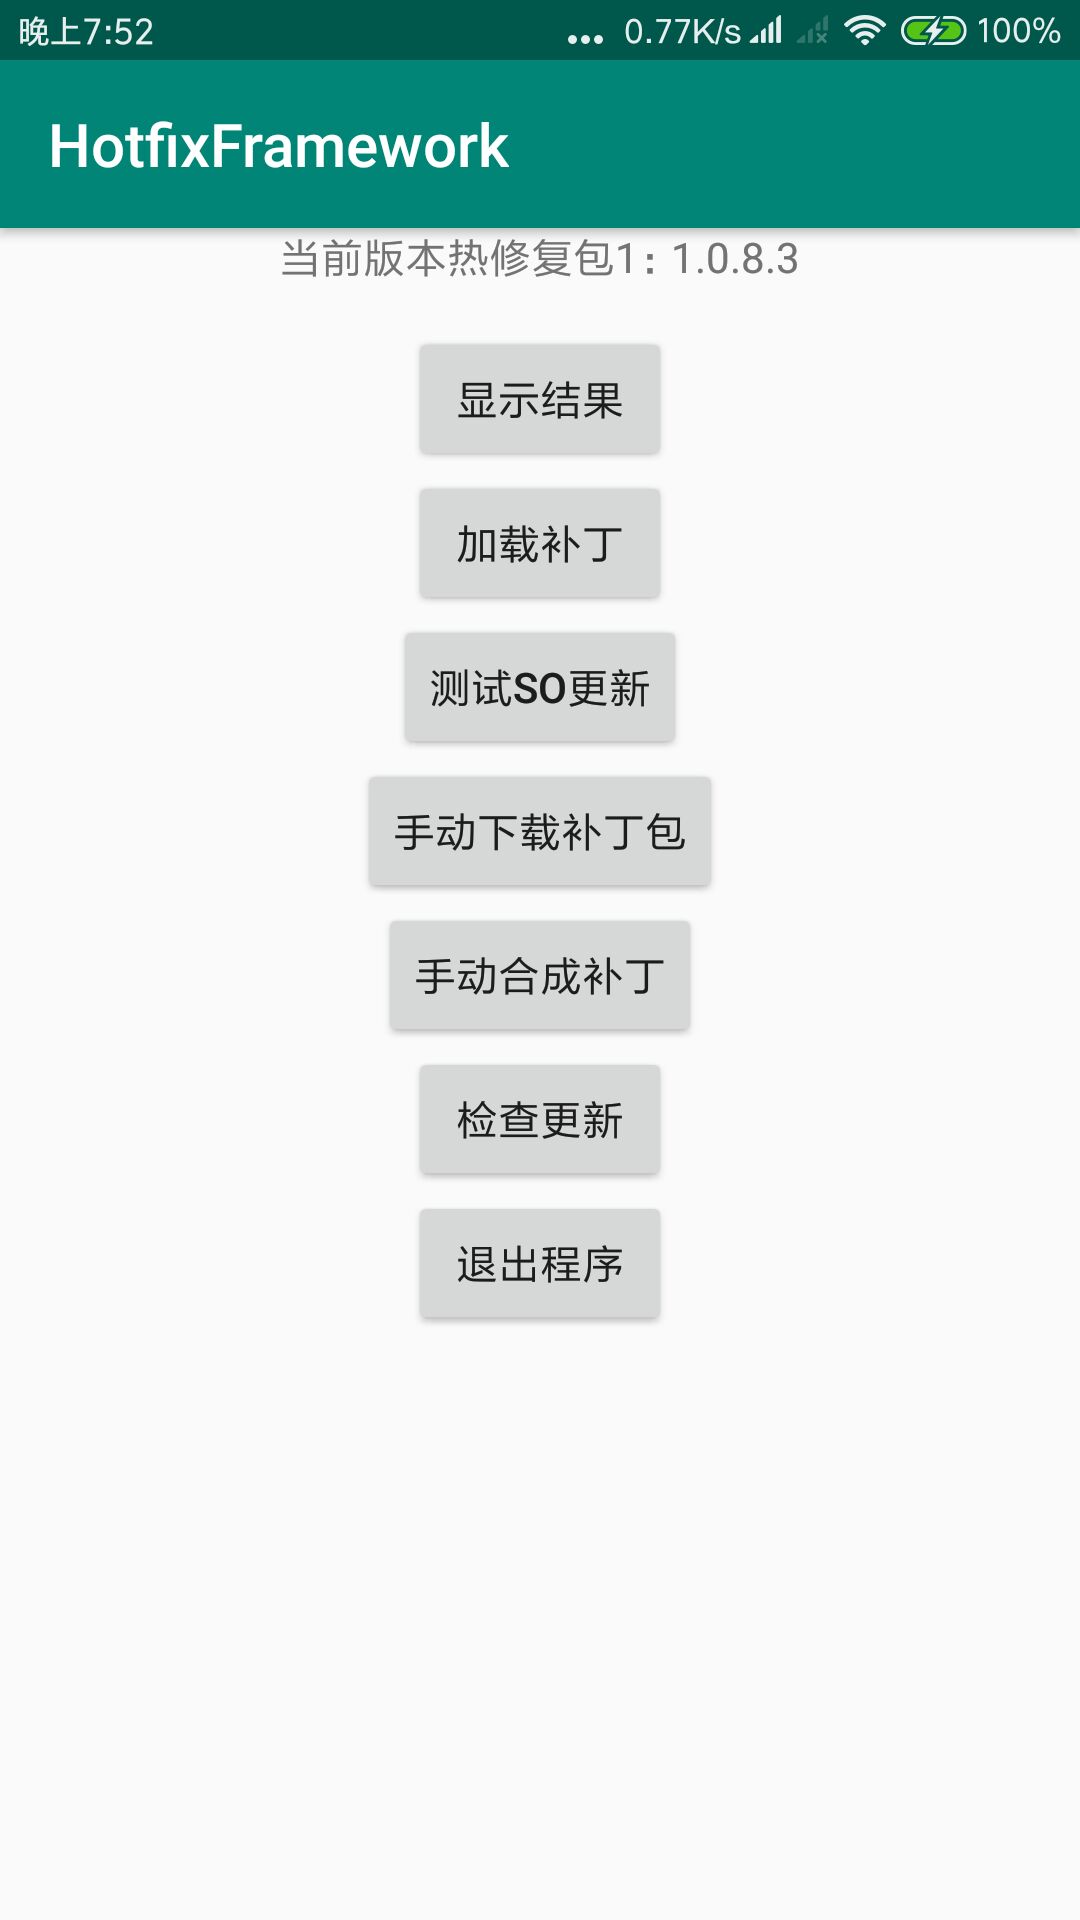 晚上7:52
... 0.77K/s 100%
HotfixFramework
当前版本热修复包1: 1.0.8.3
显示结果
加载补丁
测试SO更新
手动下载补丁包
手动合成补丁
检查更新
退出程序